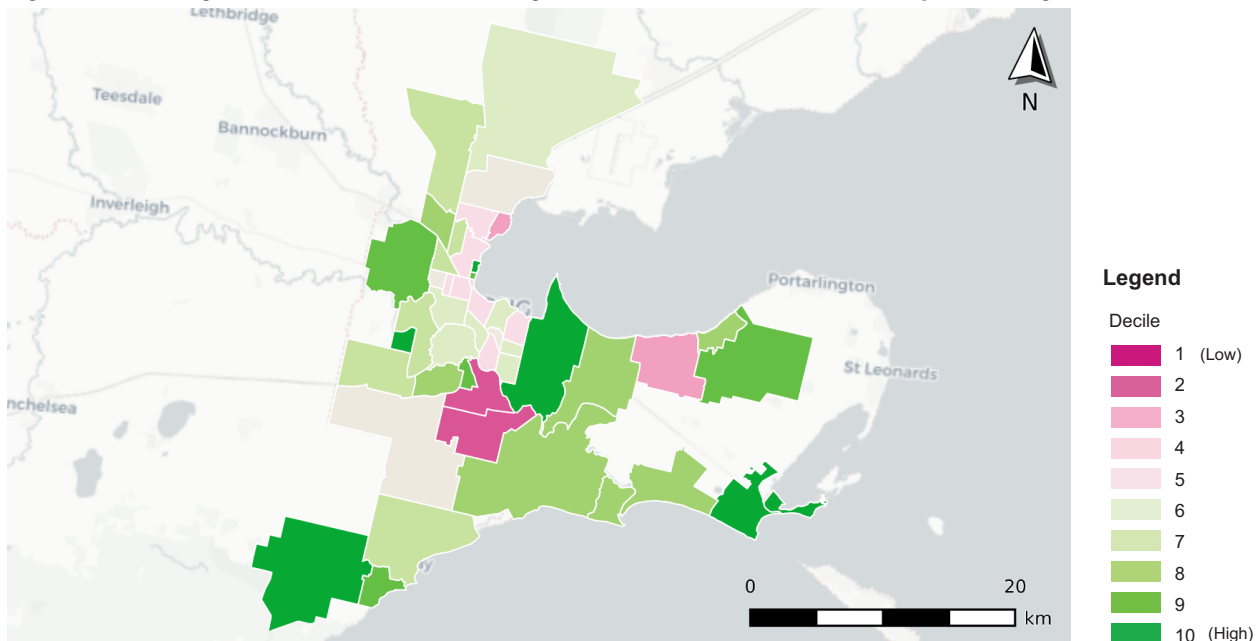 Lethbridge
Teesdale
Bannockburn
Inverleigh
N
Portarlington
St Leonards
nchelsea
ay
0
20
km
Legend
Decile
1 (Low)
2
3
4
5
6
7
8
9
10 (High)